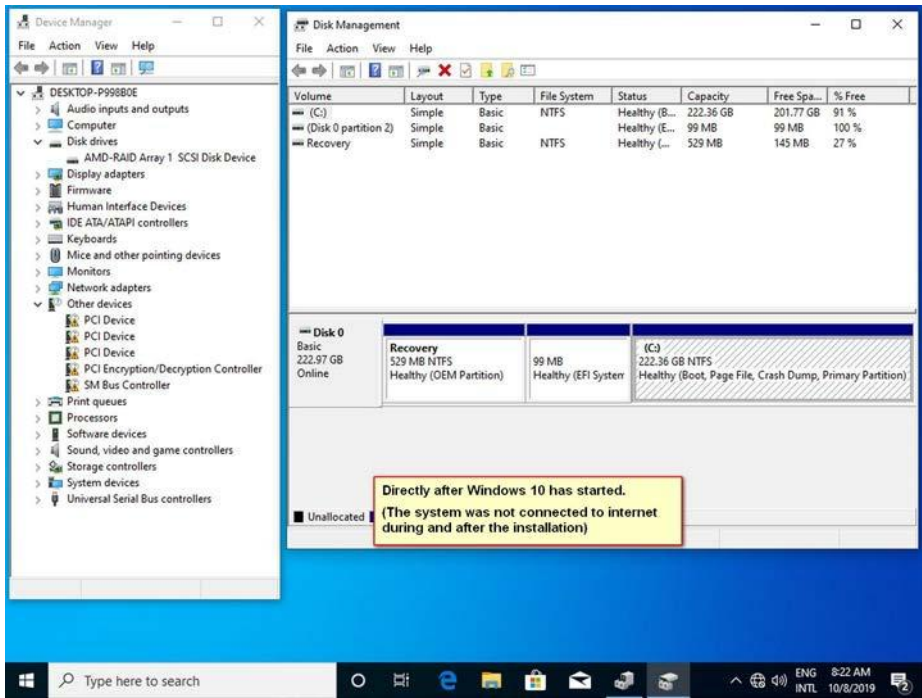 Device Manager
File Action View Help
DESKTOP-P998B0E
Audio inputs and outputs
Computer
Disk drives
AMD-RAID Array 1 SCSI Disk Device
Display adapters
Firmware
Human Interface Devices
IDE ATA/ATAPI controllers
Keyboards
Mice and other pointing devices
Monitors
Network adapters
Other devices
PCI Device
PCI Device
PCI Device
PCI Encryption/Decryption Controller
SM Bus Controller
Print queues
Processors
Software devices
Sound, video and game controllers
Storage controllers
System devices
Universal Serial Bus controllers
Disk Management
File Action View Help
Volume Layout Type File System Status Capacity Free Spa... % Free
(C:) Simple Basic NTFS Healthy (B... 222.36 GB 201.77 GB 91 %
(Disk 0 partition 2) Simple Basic Healthy (E... 99 MB 99 MB 100 %
Recovery Simple Basic NTFS Healthy (... 529 MB 145 MB 27 %
Disk 0
Basic
222.97 GB
Online
Recovery
529 MB NTFS
Healthy (OEM Partition)
99 MB
Healthy (EFI System
(C:)
222.36 GB NTFS
Healthy (Boot, Page File, Crash Dump, Primary Partition)
Unallocated
Directly after Windows 10 has started.
(The system was not connected to internet
during and after the installation)
Type here to search
ENG
INTL
8:22 AM
10/8/2019
2